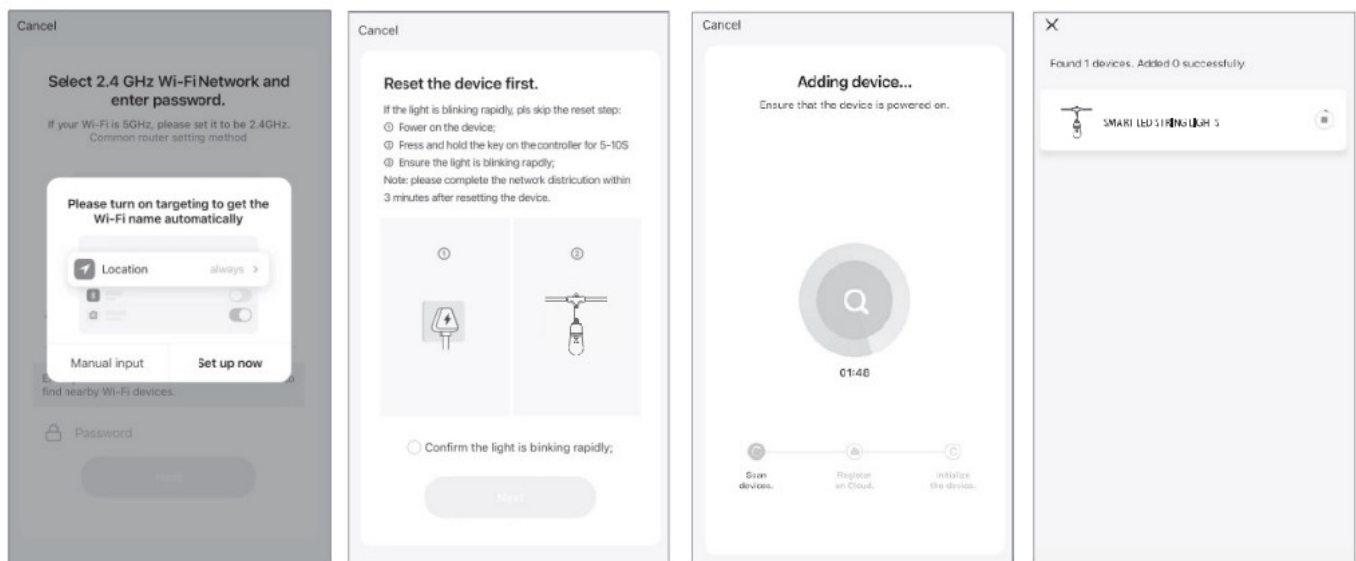 Cancel
Select 2.4 GHz Wi-Fi Network and
enter password.
If your Wi-Fi is 5GHz, please set it to be 2.4GHz.
Common router setting method
Please turn on targeting to get the
Wi-Fi name automatically
Location always >
Manual input Set up now
to
find nearby Wi-Fi devices.
Password
Next
Cancel
Reset the device first.
If the light is blinking rapidly, pls skip the reset step:
① Fower on the device;
② Press and hold the key on thecontroller for 5-10S
③ Ensure the light is blinking rapdly;
Note: please complete the network districution within
3 minutes after resetting the device.
① ②
Confirm the light is binking rapidly;
Next
Cancel
Adding device...
Ensure that the device is powered on.
01:48
Scan
devices.
Register
on Cloud.
Initialize
the device.
Found 1 devices. Added 0 successfully.
SMART LED STRING LIGHTS